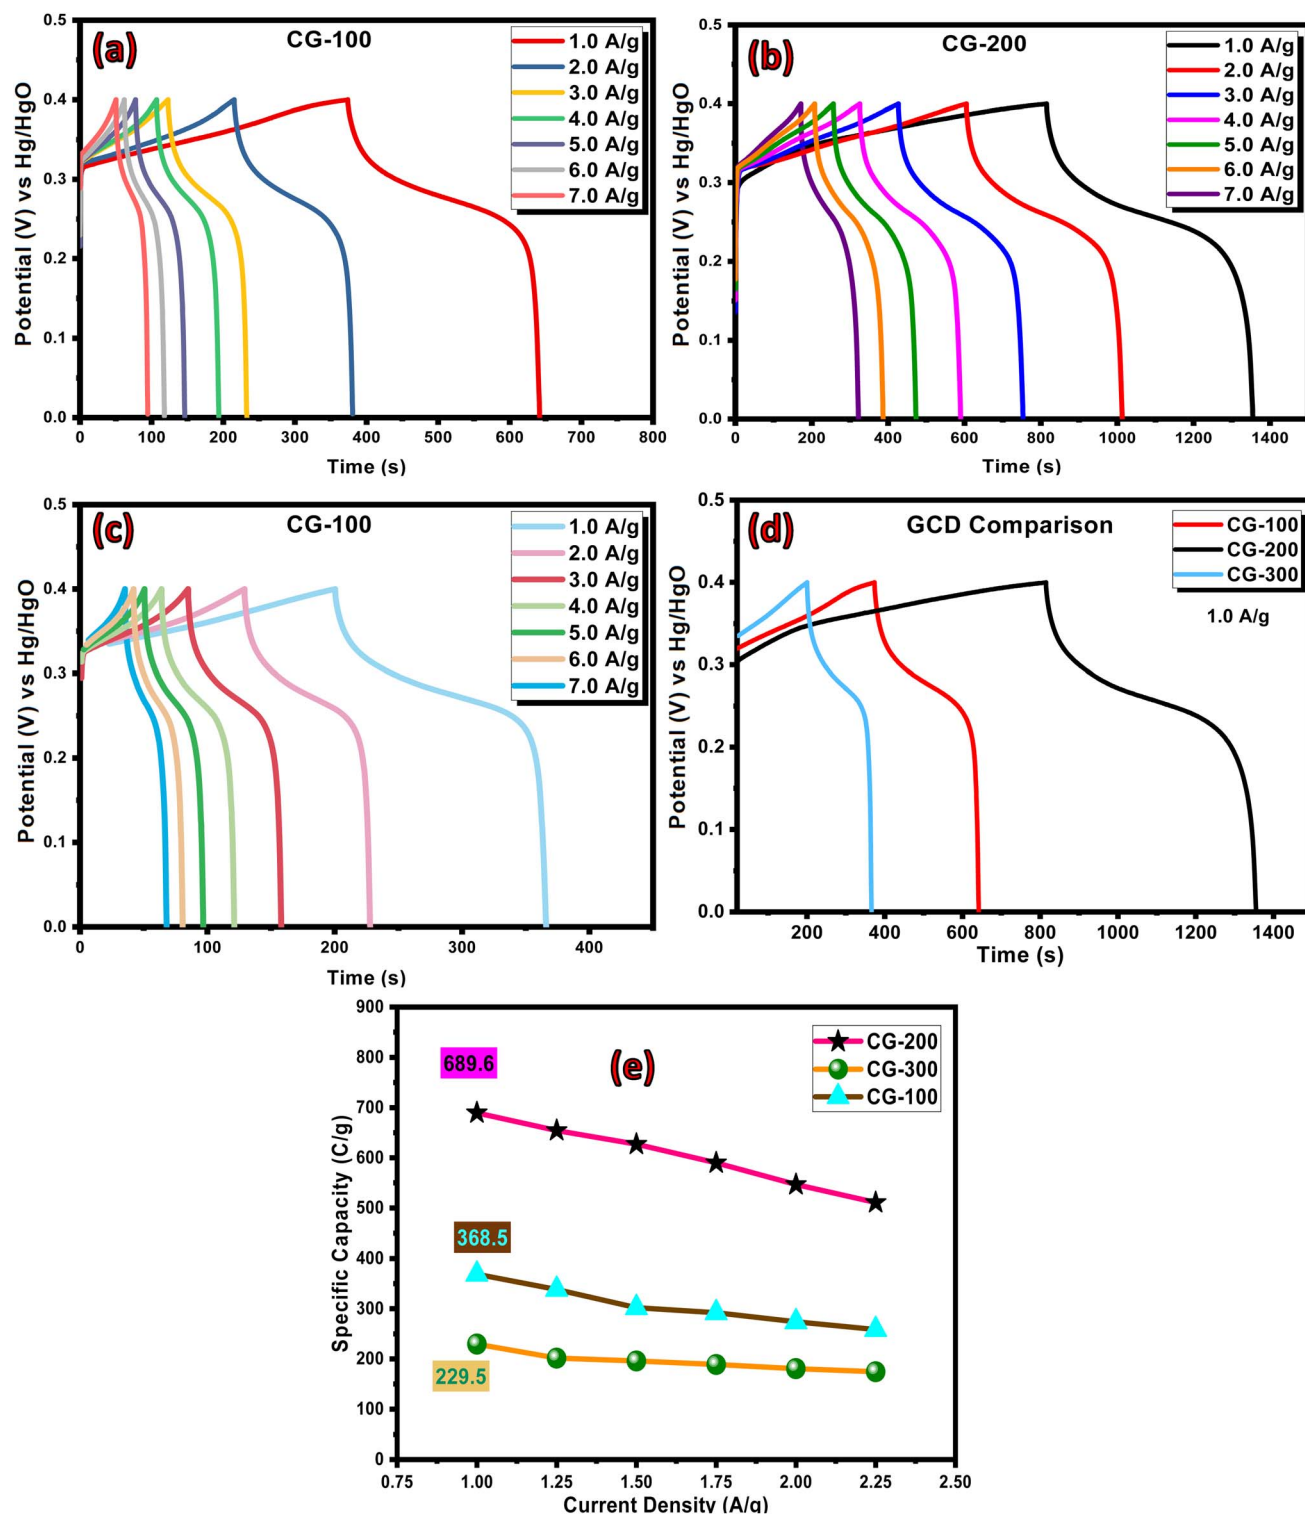 (a)
CG-100
1.0 A/g
2.0 A/g
3.0 A/g
4.0 A/g
5.0 A/g
6.0 A/g
7.0 A/g
0.5
0.4
0.3
0.2
0.1
0.0
Potential (V) vs Hg/HgO
0 100 200 300 400 500 600 700 800
Time (s)
(b)
CG-200
1.0 A/g
2.0 A/g
3.0 A/g
4.0 A/g
5.0 A/g
6.0 A/g
7.0 A/g
0.5
0.4
0.3
0.2
0.1
0.0
Potential (V) vs Hg/HgO
0 200 400 600 800 1000 1200 1400
Time (s)
(c)
CG-100
1.0 A/g
2.0 A/g
3.0 A/g
4.0 A/g
5.0 A/g
6.0 A/g
7.0 A/g
0.5
0.4
0.3
0.2
0.1
0.0
Potential (V) vs Hg/HgO
0 100 200 300 400
Time (s)
(d)
GCD Comparison
CG-100
CG-200
CG-300
1.0 A/g
0.5
0.4
0.3
0.2
0.1
0.0
Potential (V) vs Hg/HgO
200 400 600 800 1000 1200 1400
Time (s)
(e)
CG-200
CG-300
CG-100
689.6
368.5
229.5
900
800
700
600
500
400
300
200
100
0
Specific Capacity (C/g)
0.75 1.00 1.25 1.50 1.75 2.00 2.25 2.50
Current Density (A/g)